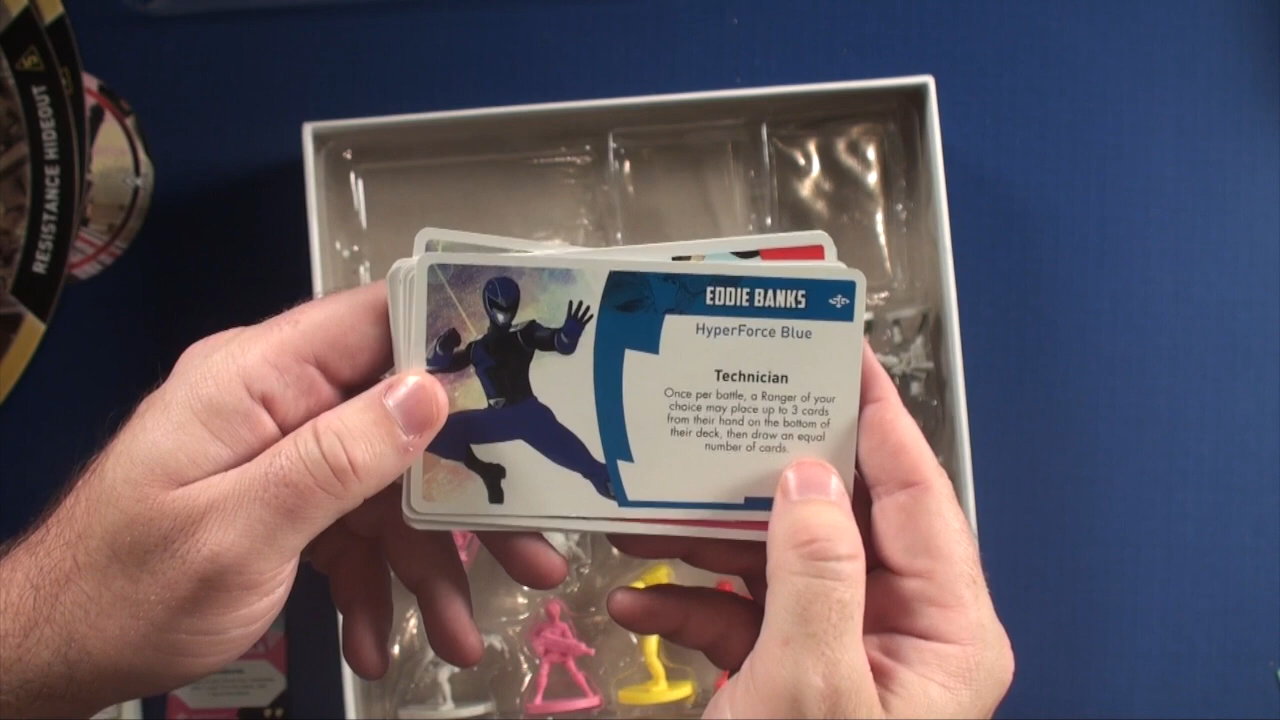 RESISTANCE HIDEOUT
EDDIE BANKS
HyperForce Blue
Technician
Once per battle, a Ranger of your
choice may place up to 3 cards
from their hand on the bottom of
their deck, then draw an equal
number of cards.